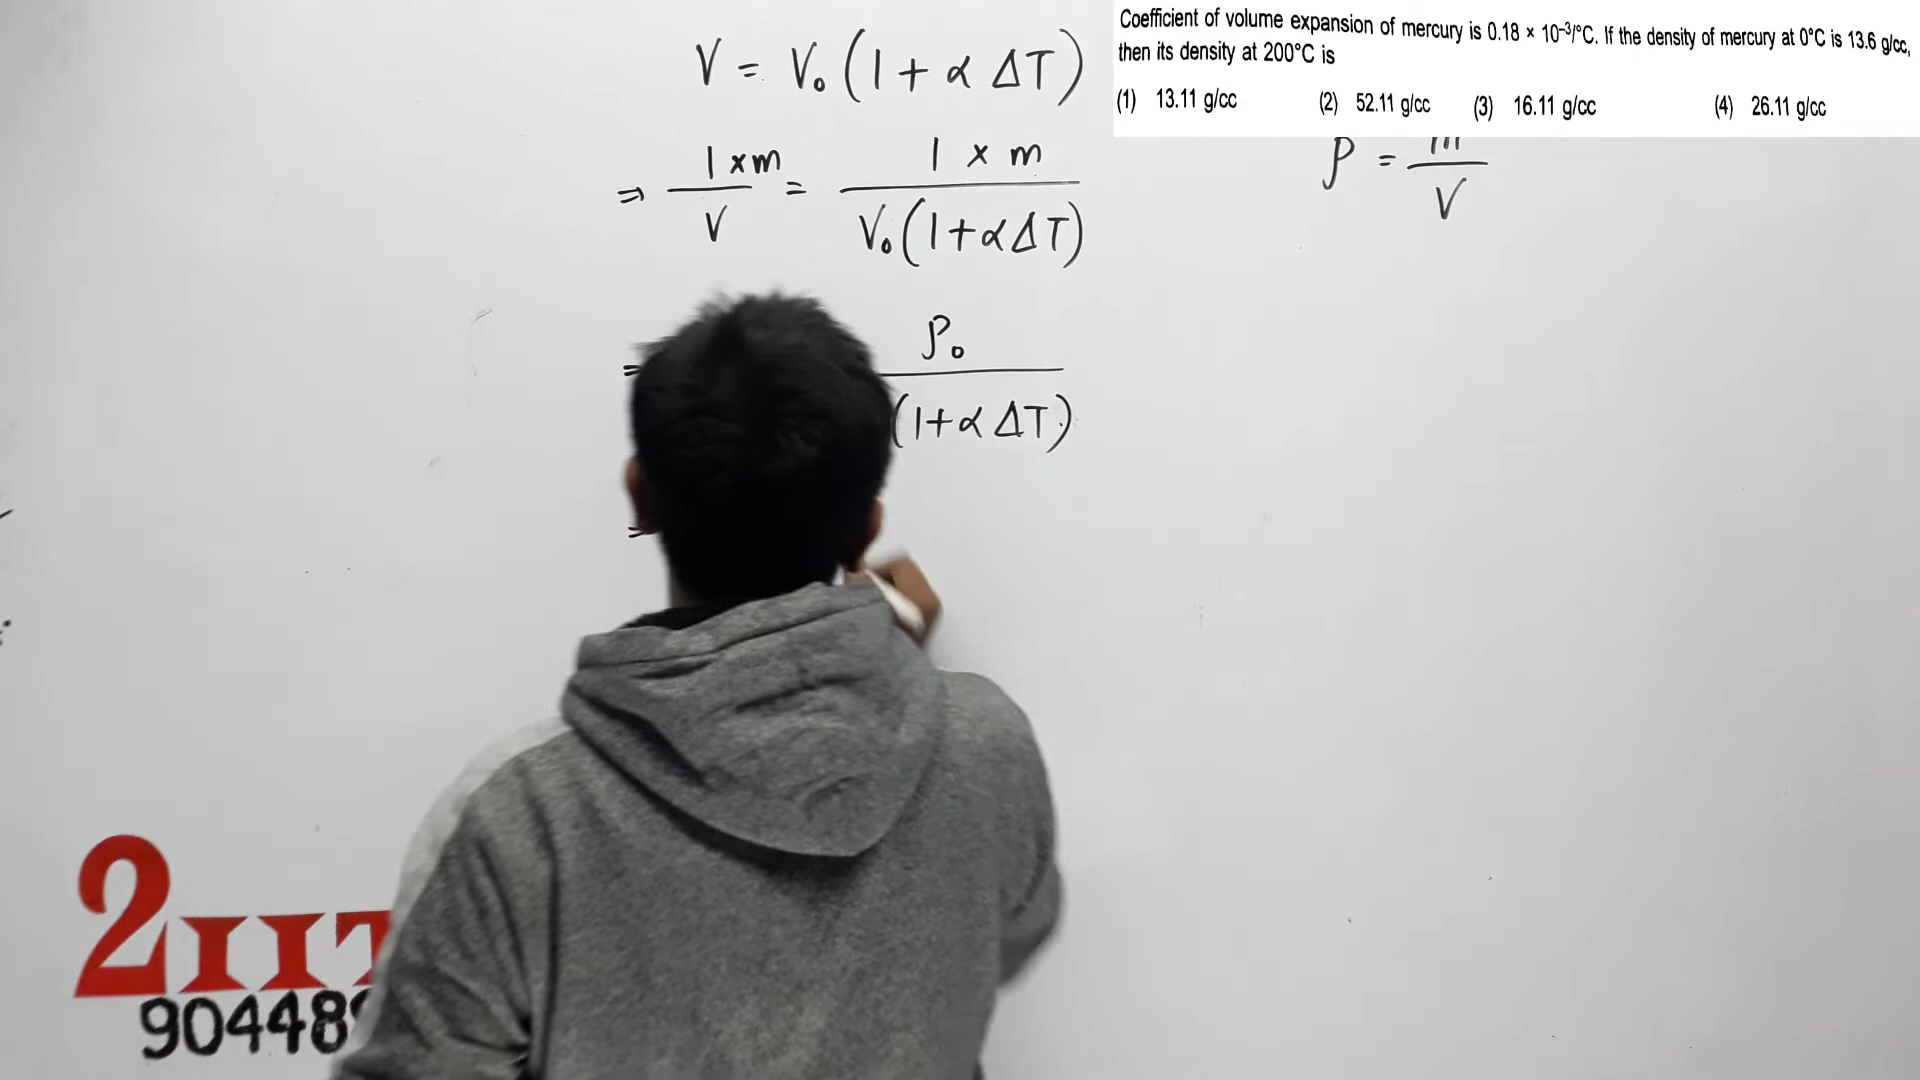 Coefficient of volume expansion of mercury is 0.18 × 10⁻³/°C. If the density of mercury at 0°C is 13.6 g/cc,
then its density at 200°C is
(1) 13.11 g/cc (2) 52.11 g/cc (3) 16.11 g/cc (4) 26.11 g/cc
V = V₀ (1 + α ΔT)
⇒ 1 × m / V = 1 × m / V₀ (1 + α ΔT)
ρ = m / V
= ρ₀ / (1 + α ΔT)
=
2IIT
90448